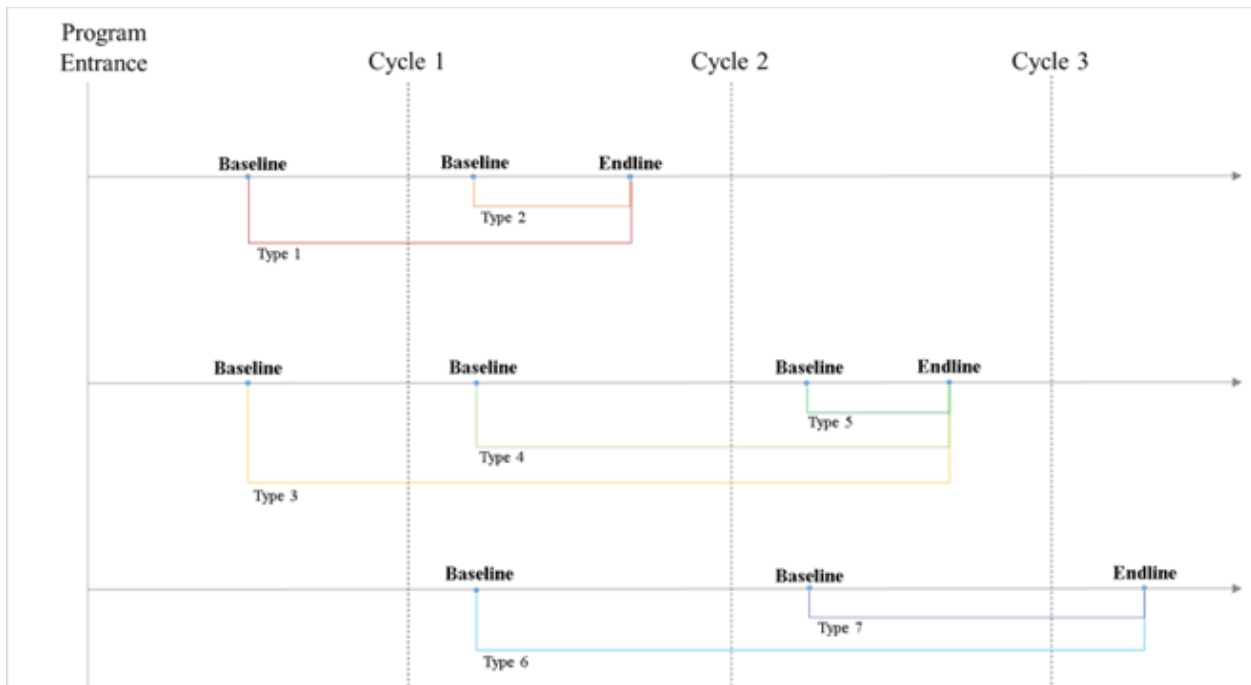 Program
Entrance
Cycle 1
Cycle 2
Cycle 3
Baseline
Baseline
Endline
Type 2
Type 1
Baseline
Baseline
Baseline
Endline
Type 5
Type 4
Type 3
Baseline
Baseline
Endline
Type 7
Type 6